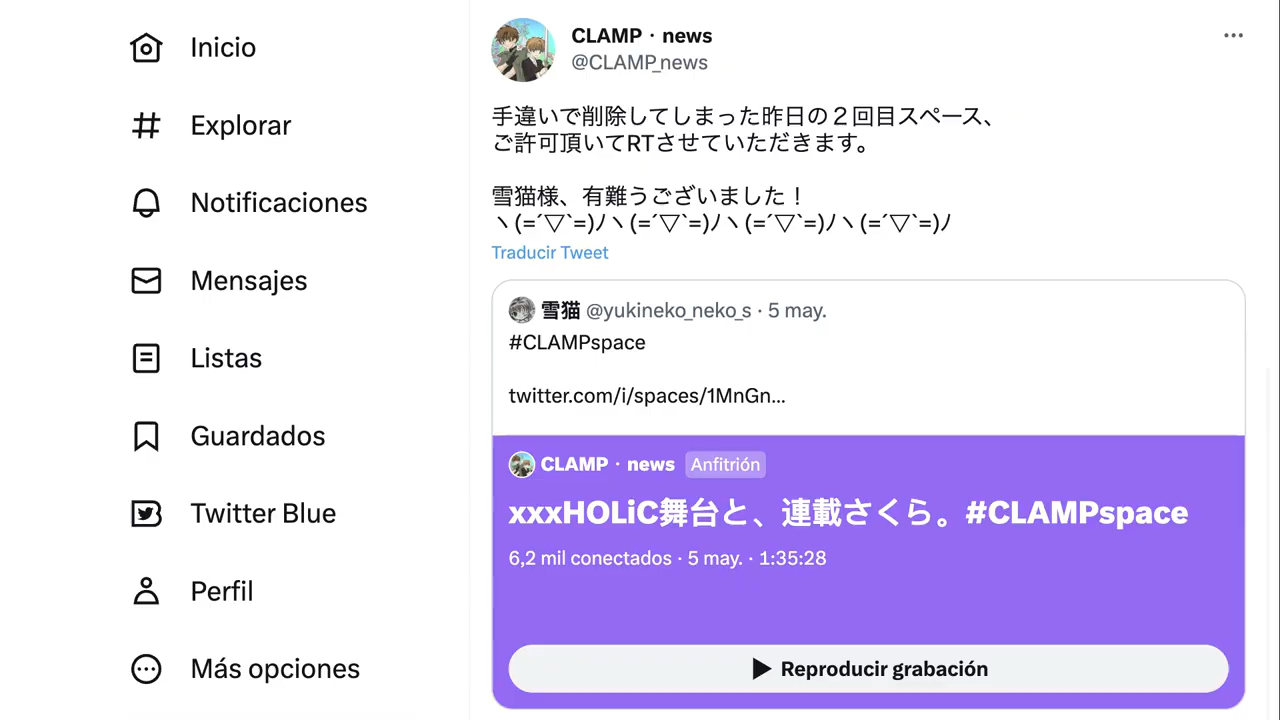 Inicio
Explorar
Notificaciones
Mensajes
Listas
Guardados
Twitter Blue
Perfil
Más opciones
CLAMP・news
@CLAMP_news
手違いで削除してしまった昨日の２回目スペース、
ご許可頂いてRTさせていただきます。
雪猫様、有難うございました！
ヽ(=´▽`=)ﾉヽ(=´▽`=)ﾉヽ(=´▽`=)ﾉヽ(=´▽`=)ﾉ
Traducir Tweet
雪猫 @yukineko_neko_s · 5 may.
#CLAMPspace
twitter.com/i/spaces/1MnGn…
CLAMP・news Anfitrión
xxxHOLiC舞台と、連載さくら。#CLAMPspace
6,2 mil conectados · 5 may. · 1:35:28
Reproducir grabación